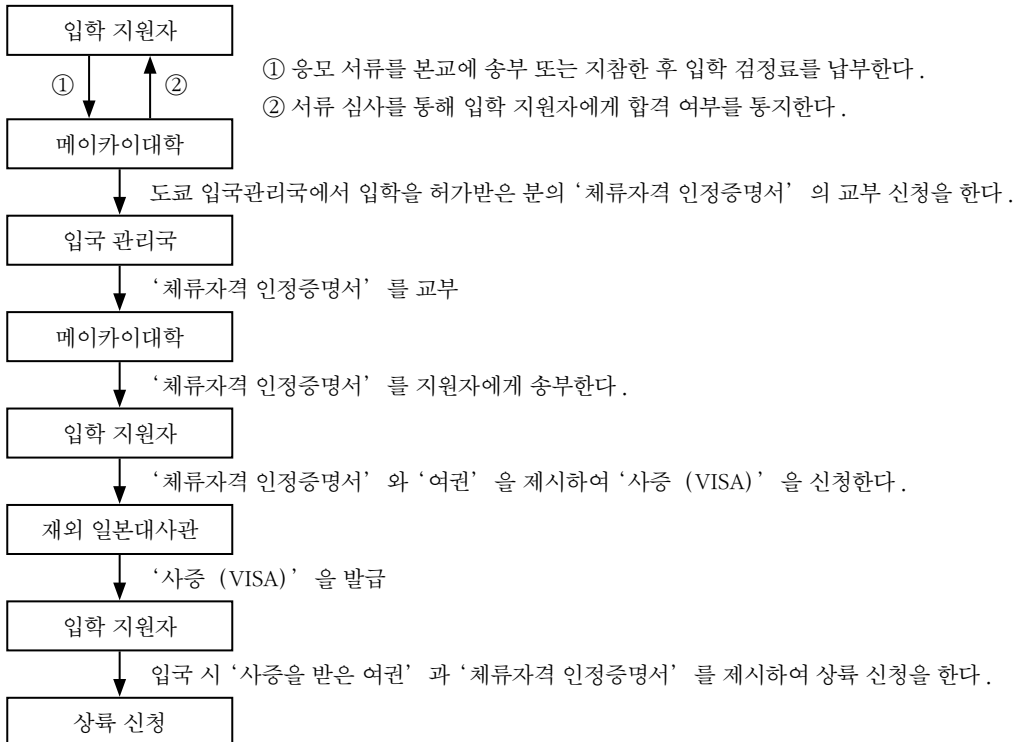 입학 지원자
① ②
① 응모 서류를 본교에 송부 또는 지참한 후 입학 검정료를 납부한다.
② 서류 심사를 통해 입학 지원자에게 합격 여부를 통지한다.
메이카이대학
도쿄 입국관리국에서 입학을 허가받은 분의 ‘체류자격 인정증명서’ 의 교부 신청을 한다.
입국 관리국
‘체류자격 인정증명서’ 를 교부
메이카이대학
‘체류자격 인정증명서’ 를 지원자에게 송부한다.
입학 지원자
‘체류자격 인정증명서’ 와 ‘여권’ 을 제시하여 ‘사증 (VISA)’ 을 신청한다.
재외 일본대사관
‘사증 (VISA)’ 을 발급
입학 지원자
입국 시 ‘사증을 받은 여권’ 과 ‘체류자격 인정증명서’ 를 제시하여 상륙 신청을 한다.
상륙 신청